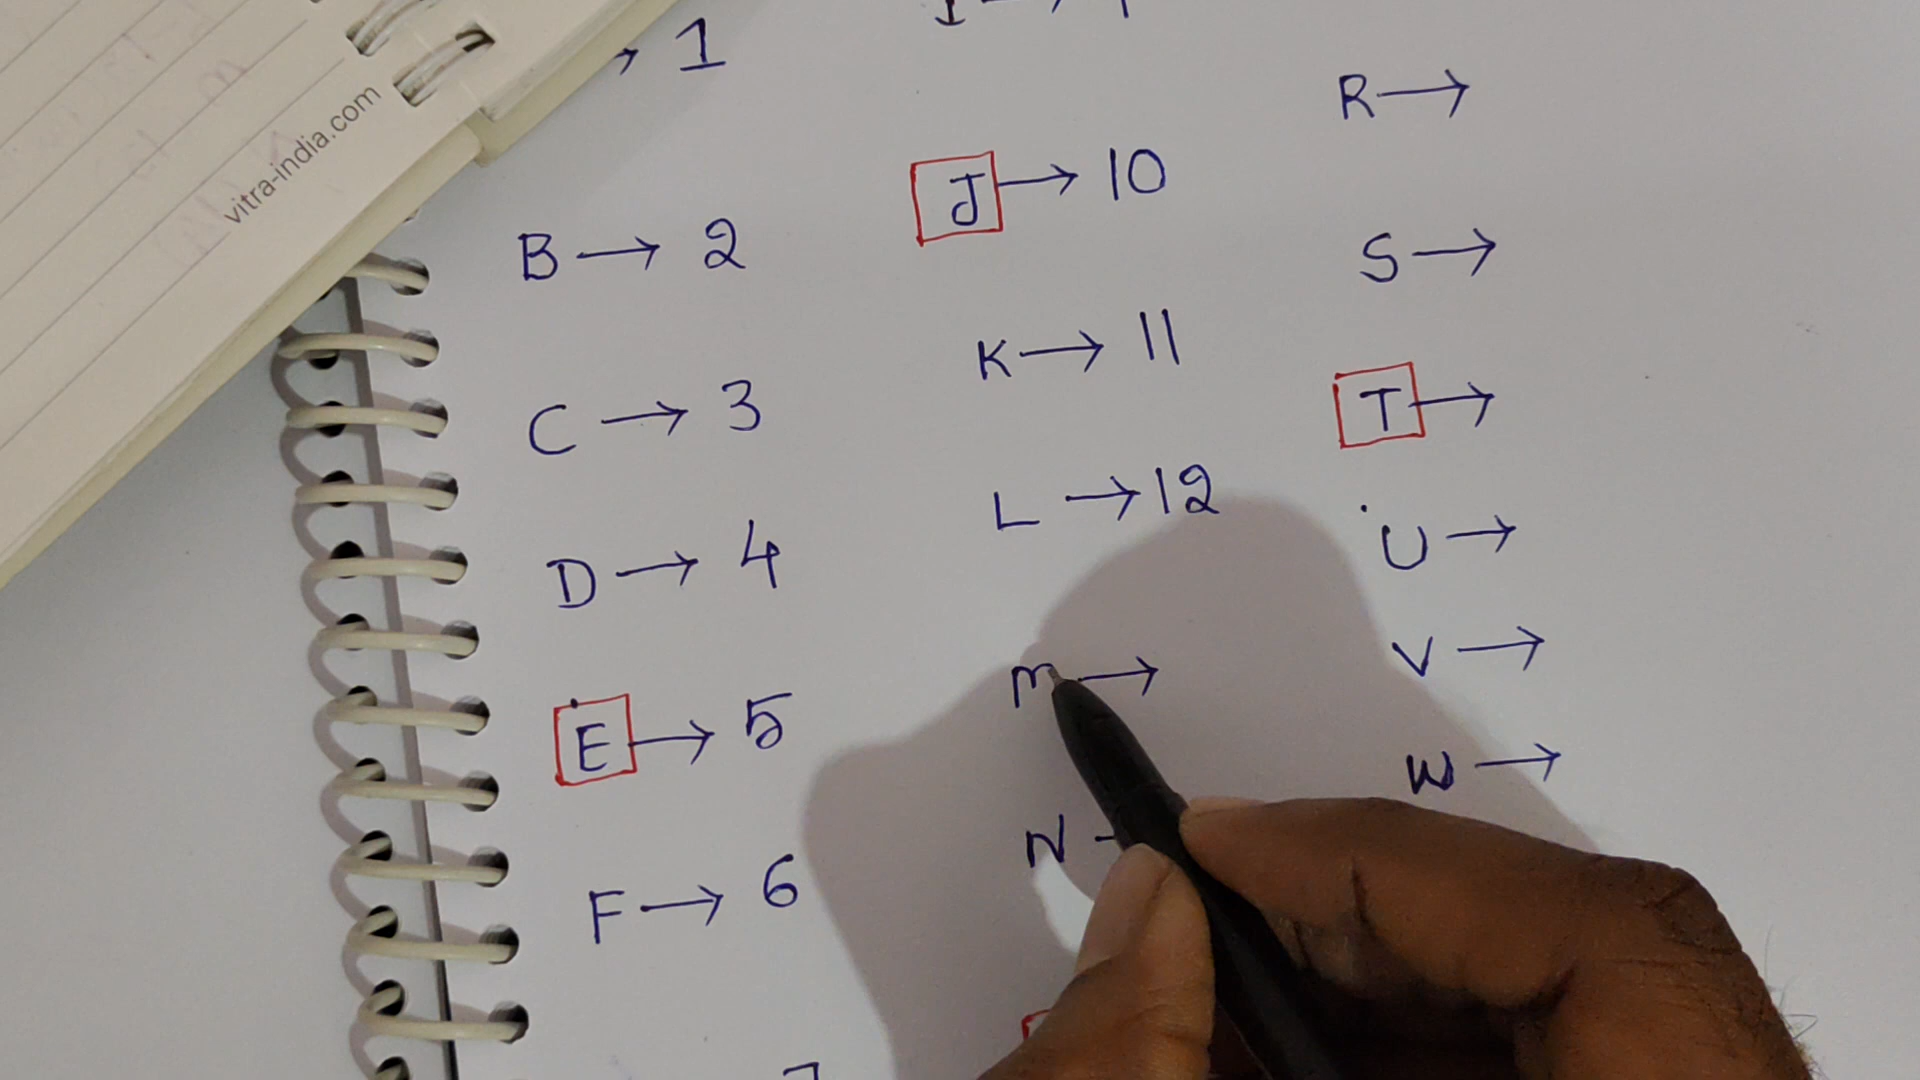 vitra-india.com
→ 1
B → 2
C → 3
D → 4
E → 5
F → 6
J → 10
K → 11
L → 12
M →
N
R →
S →
T →
U →
V →
W →